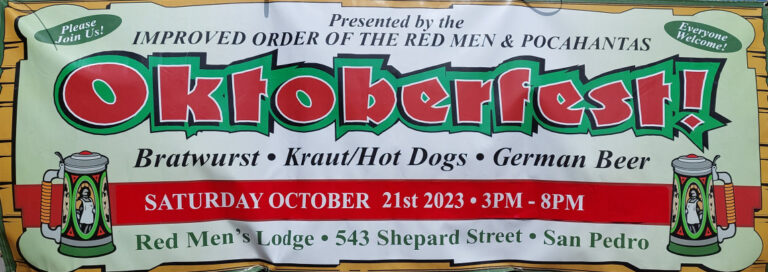 Please
Join Us!
Presented by the
Everyone
Welcome!
IMPROVED ORDER OF THE RED MEN & POCAHANTAS
Oktoberfest!
Bratwurst • Kraut/Hot Dogs • German Beer
SATURDAY OCTOBER 21st 2023 • 3PM - 8PM
Red Men's Lodge • 543 Shepard Street • San Pedro